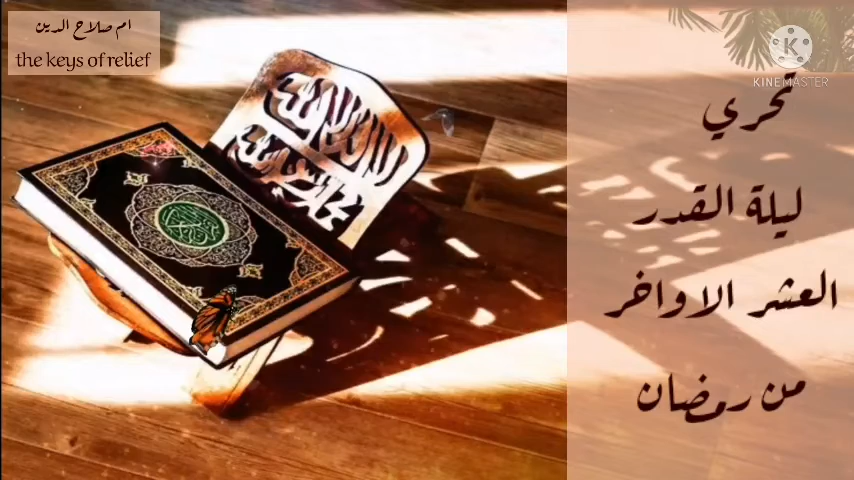 ام صلاح الدين
the keys of relief
KINEMASTER
تحري
ليلة القدر
العشر الاواخر
من رمضان